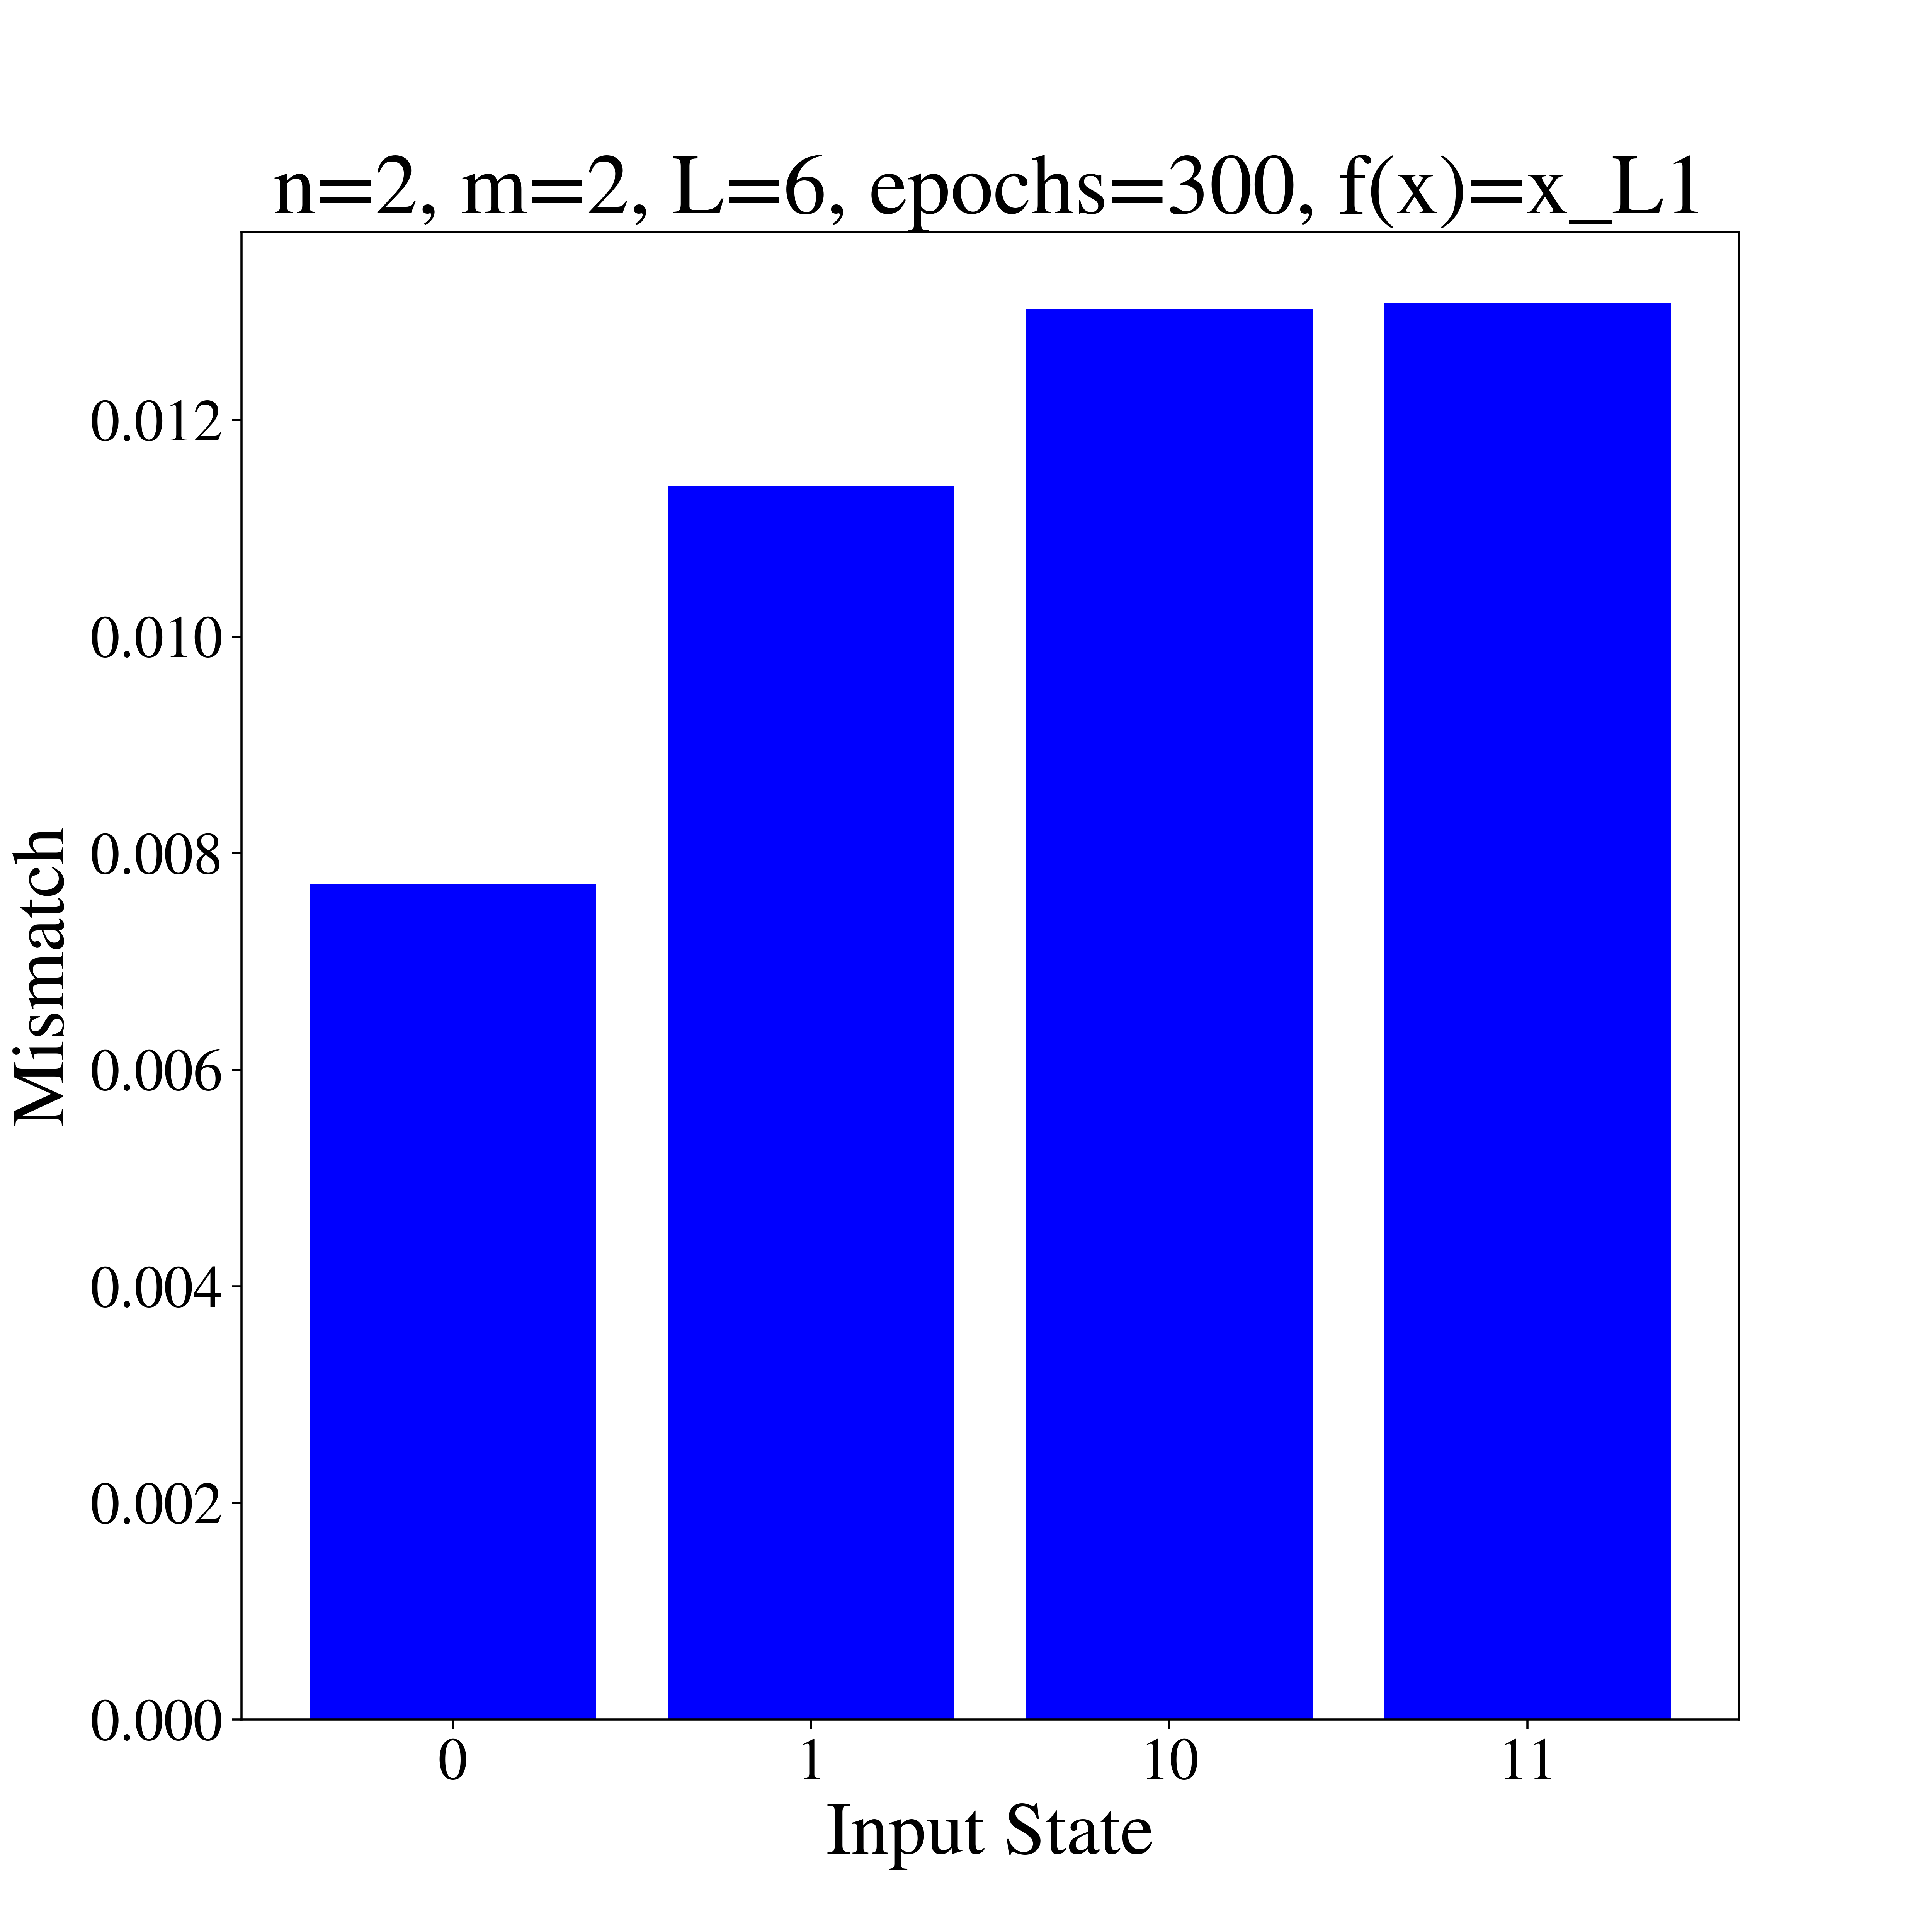 n=2, m=2, L=6, epochs=300, f(x)=x_L1
Mismatch
0.012
0.010
0.008
0.006
0.004
0.002
0.000
0 1 10 11
Input State